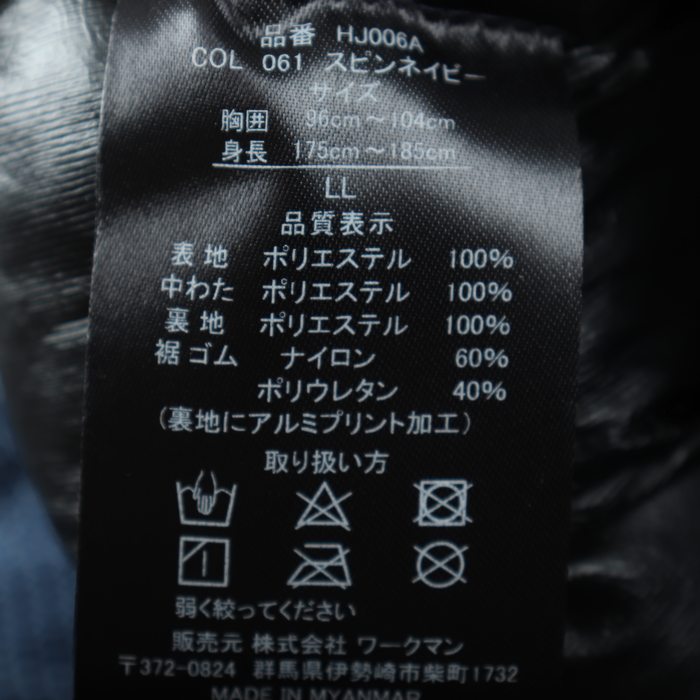 品番 HJ006A
COL 061 スピンネイビー
サイズ
胸囲 96cm～104cm
身長 175cm～185cm
LL
品質表示
表地 ポリエステル 100%
中わた ポリエステル 100%
裏地 ポリエステル 100%
裾ゴム ナイロン 60%
ポリウレタン 40%
(裏地にアルミプリント加工)
取り扱い方
弱く絞ってください
販売元 株式会社 ワークマン
〒372-0824 群馬県伊勢崎市柴町1732
MADE IN MYANMAR